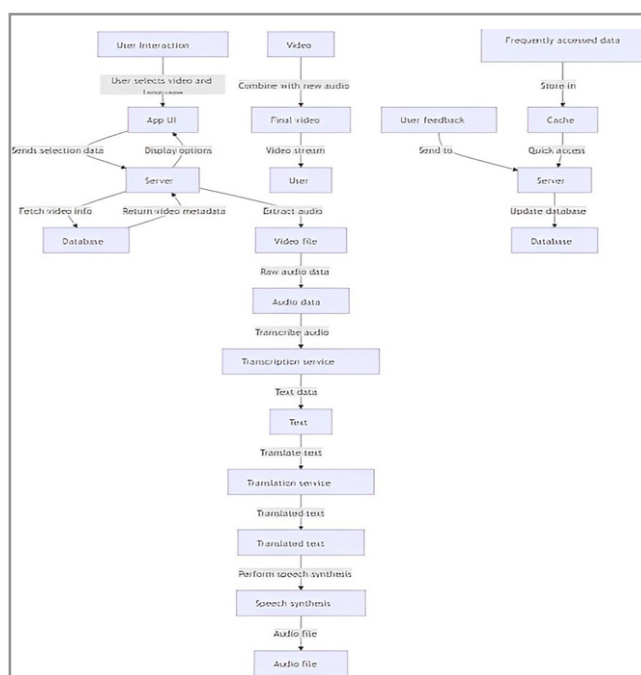 User Interaction
Video
Frequently accessed data
User selects video and
Combine with new audio
Store in
App UI
Final video
User feedback
Cache
Sends selection data
Display options
Video stream
Send to
Quick access
Server
User
Server
Fetch video info
Return video metadata
Extract audio
Update database
Database
Video file
Database
Raw audio data
Audio data
Transcribe audio
Transcription service
Text data
Text
Translate text
Translation service
Translated text
Translated text
Perform speech synthesis
Speech synthesis
Audio file
Audio file